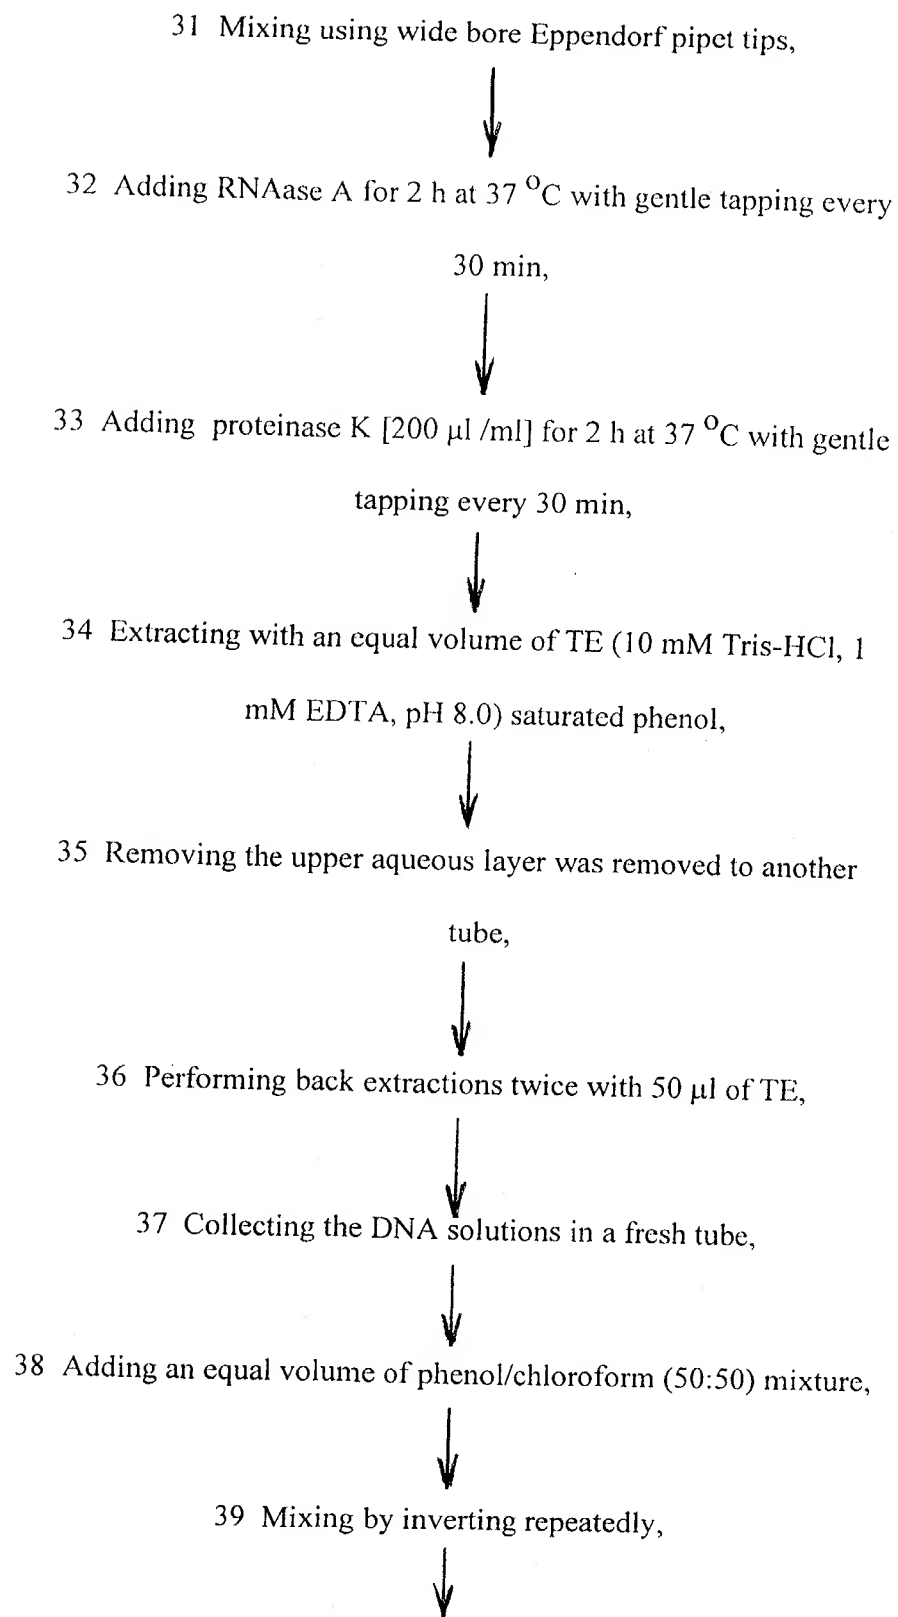 31 Mixing using wide bore Eppendorf pipet tips,
32 Adding RNAase A for 2 h at 37 °C with gentle tapping every
30 min,
33 Adding proteinase K [200 µl /ml] for 2 h at 37 °C with gentle
tapping every 30 min,
34 Extracting with an equal volume of TE (10 mM Tris-HCl, 1
mM EDTA, pH 8.0) saturated phenol,
35 Removing the upper aqueous layer was removed to another
tube,
36 Performing back extractions twice with 50 µl of TE,
37 Collecting the DNA solutions in a fresh tube,
38 Adding an equal volume of phenol/chloroform (50:50) mixture,
39 Mixing by inverting repeatedly,